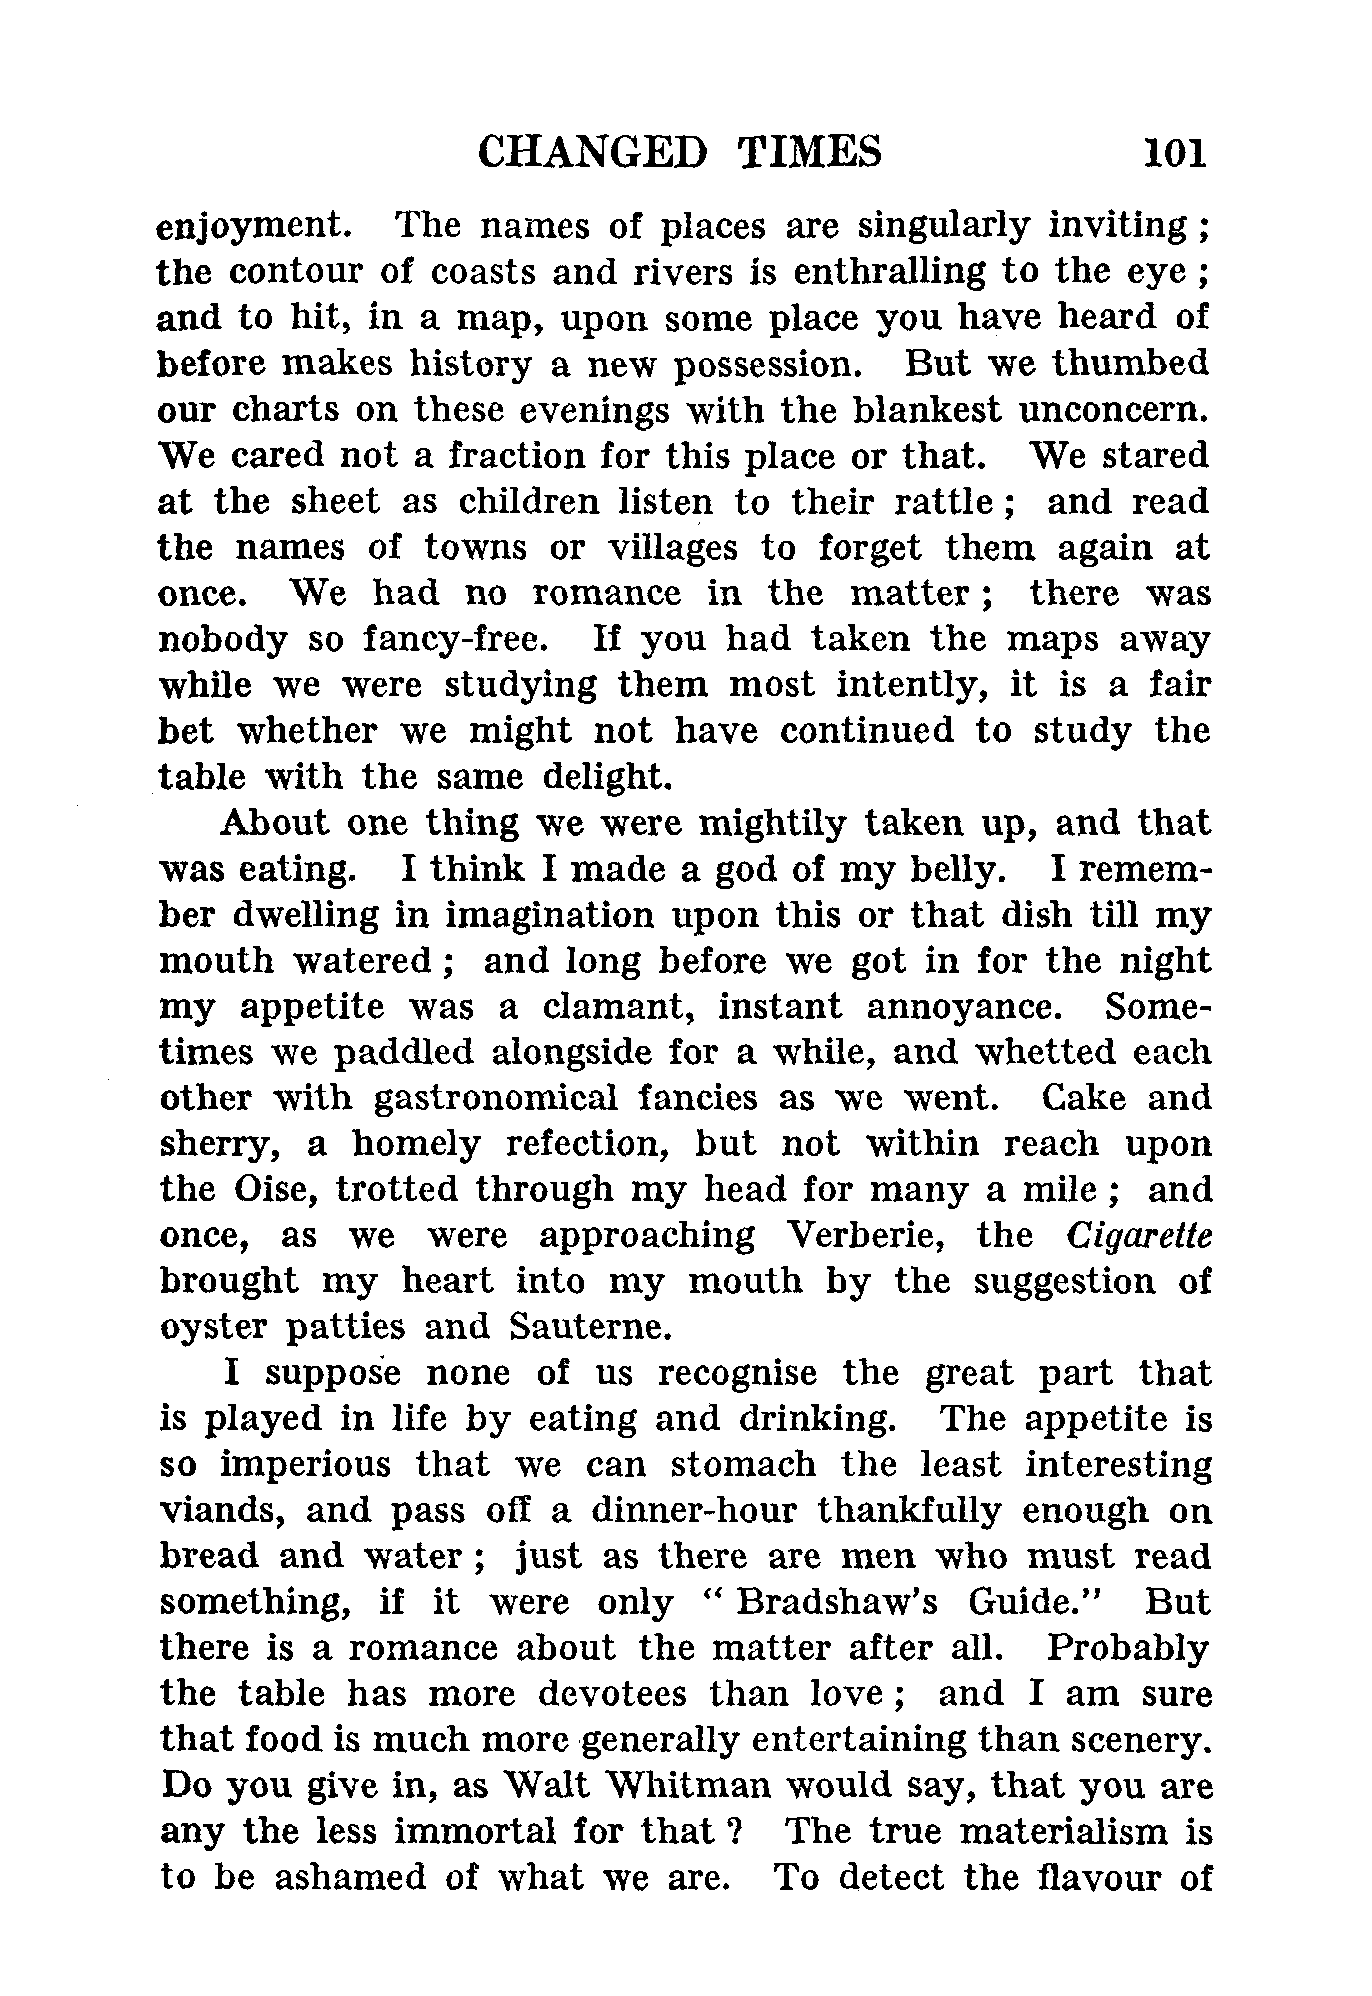 CHANGED TIMES 101
enjoyment. The names of places are singularly inviting ;
the contour of coasts and rivers is enthralling to the eye ;
and to hit, in a map, upon some place you have heard of
before makes history a new possession. But we thumbed
our charts on these evenings with the blankest unconcern.
We cared not a fraction for this place or that. We stared
at the sheet as children listen to their rattle ; and read
the names of towns or villages to forget them again at
once. We had no romance in the matter ; there was
nobody so fancy-free. If you had taken the maps away
while we were studying them most intently, it is a fair
bet whether we might not have continued to study the
table with the same delight.
About one thing we were mightily taken up, and that
was eating. I think I made a god of my belly. I remem-
ber dwelling in imagination upon this or that dish till my
mouth watered ; and long before we got in for the night
my appetite was a clamant, instant annoyance. Some-
times we paddled alongside for a while, and whetted each
other with gastronomical fancies as we went. Cake and
sherry, a homely refection, but not within reach upon
the Oise, trotted through my head for many a mile ; and
once, as we were approaching Verberie, the Cigarette
brought my heart into my mouth by the suggestion of
oyster patties and Sauterne.
I suppose none of us recognise the great part that
is played in life by eating and drinking. The appetite is
so imperious that we can stomach the least interesting
viands, and pass off a dinner-hour thankfully enough on
bread and water ; just as there are men who must read
something, if it were only " Bradshaw's Guide." But
there is a romance about the matter after all. Probably
the table has more devotees than love ; and I am sure
that food is much more generally entertaining than scenery.
Do you give in, as Walt Whitman would say, that you are
any the less immortal for that ? The true materialism is
to be ashamed of what we are. To detect the flavour of